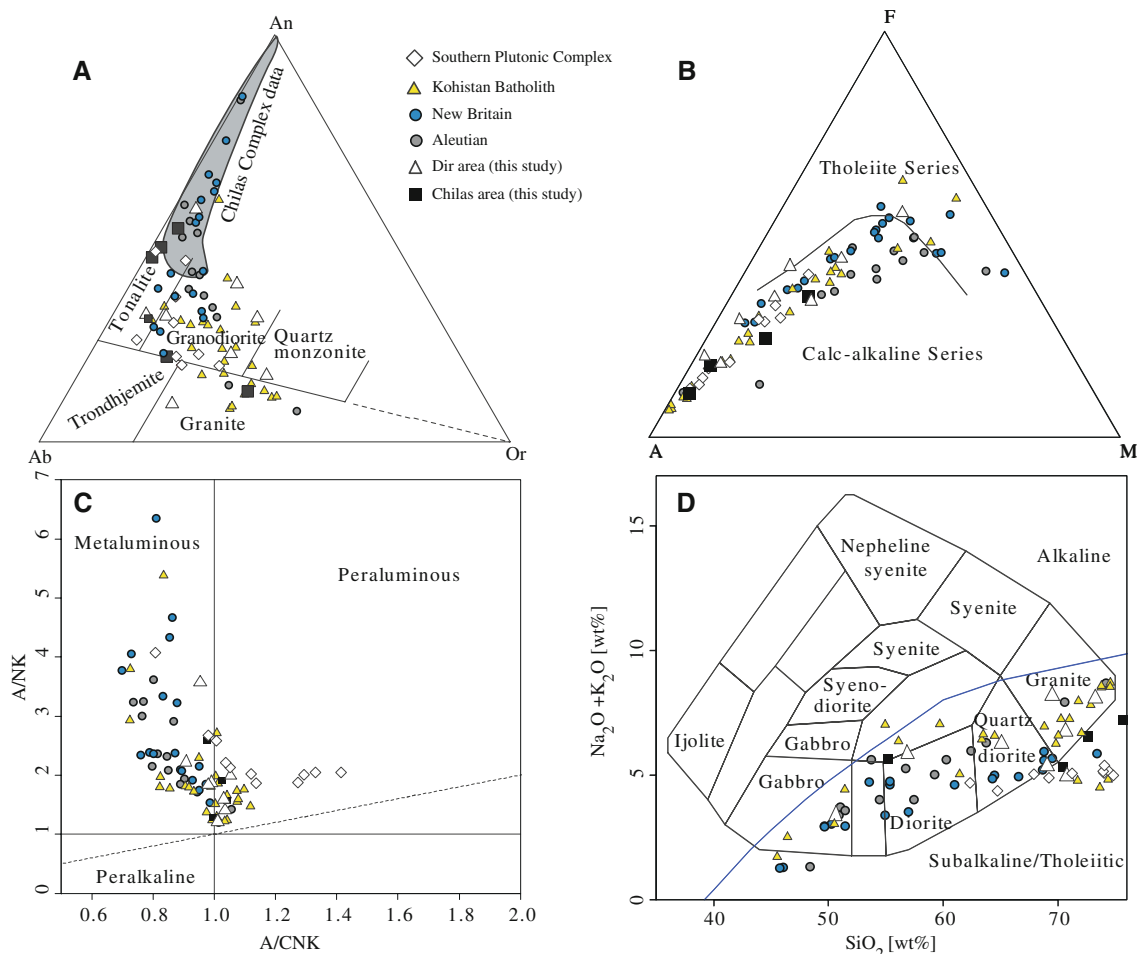 An
A
Southern Plutonic Complex
Kohistan Batholith
New Britain
Aleutian
Dir area (this study)
Chilas area (this study)
Chilas Complex data
Tonalite
Granodiorite
Quartz
monzonite
Trondhjemite
Granite
Ab
Or
F
B
Tholeiite Series
Calc-alkaline Series
A
M
C
Metaluminous
Peraluminous
Peralkaline
A/NK
7
6
5
4
3
2
1
0
0.6
0.8
1.0
1.2
1.4
1.6
1.8
2.0
A/CNK
D
Nepheline
syenite
Alkaline
Syenite
Syenite
Syeno-
diorite
Granite
Ijolite
Gabbro
Quartz
diorite
Gabbro
Diorite
Subalkaline/Tholeiitic
Na2O+K2O [wt%]
15
10
5
0
40
50
60
70
SiO2 [wt%]